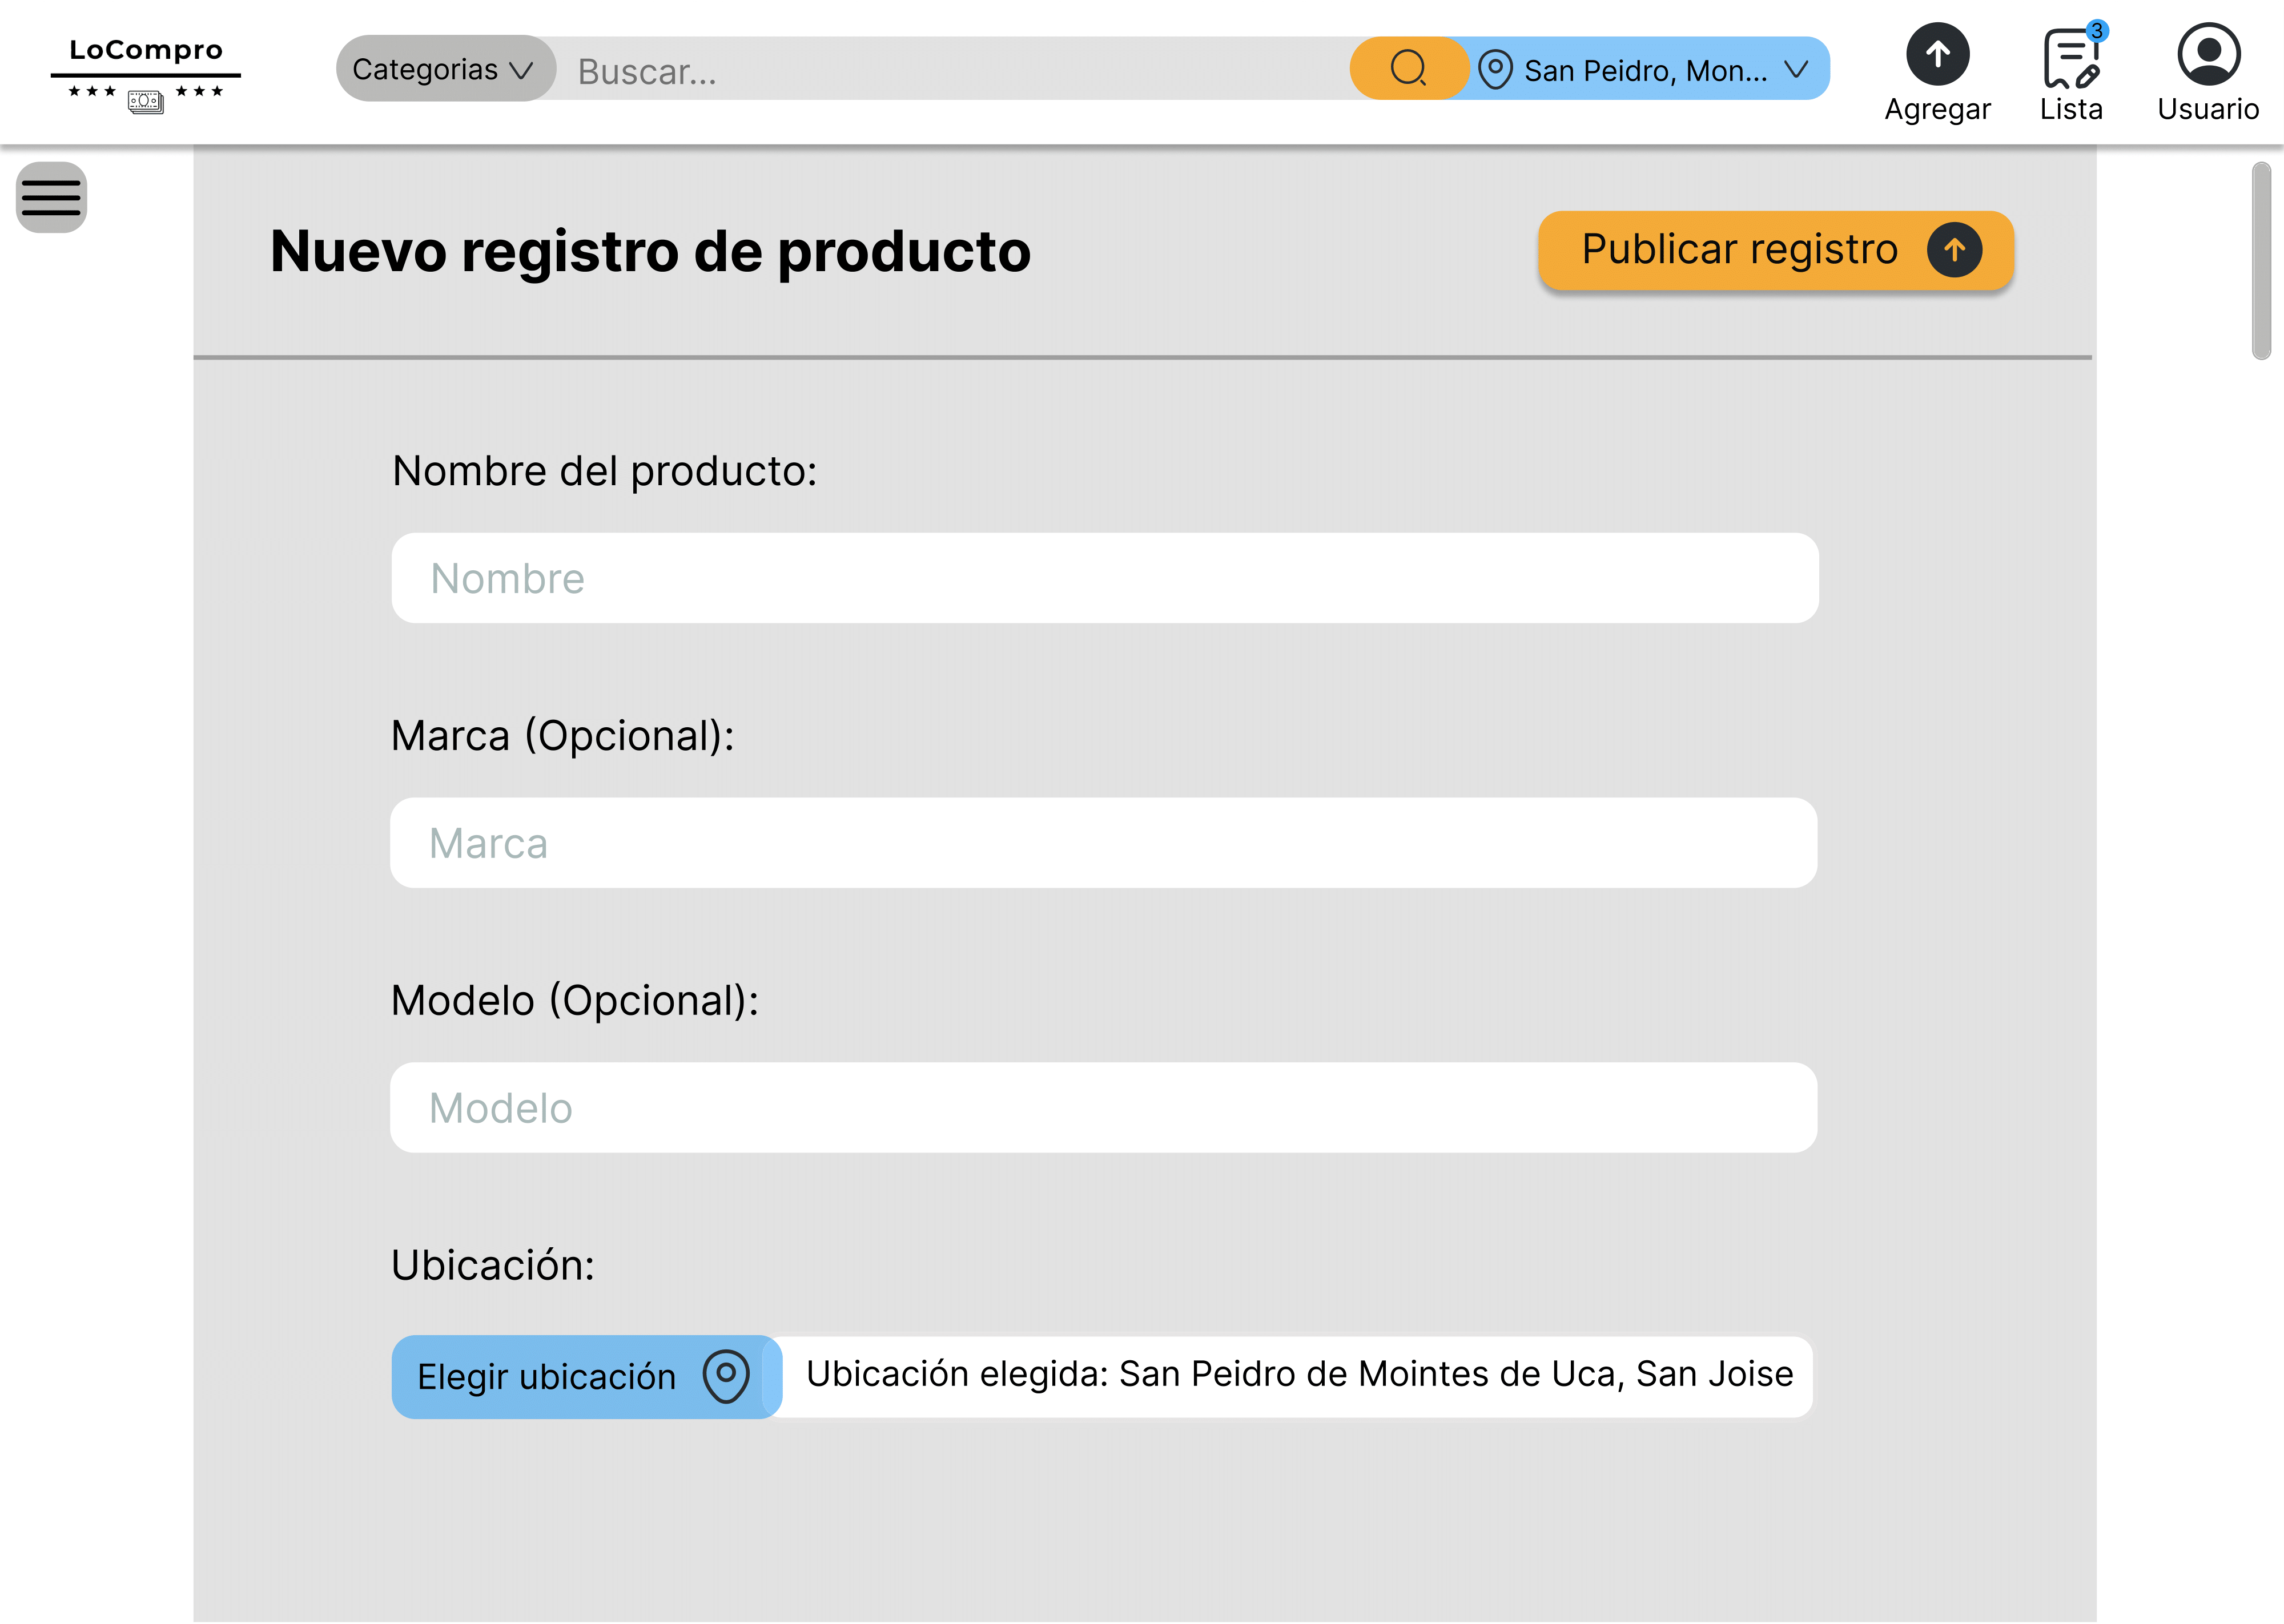 LoCompro
Categorias
Buscar...
San Peidro, Mon...
3
Agregar
Lista
Usuario
Nuevo registro de producto
Publicar registro
Nombre del producto:
Nombre
Marca (Opcional):
Marca
Modelo (Opcional):
Modelo
Ubicación:
Elegir ubicación
Ubicación elegida: San Peidro de Mointes de Uca, San Joise